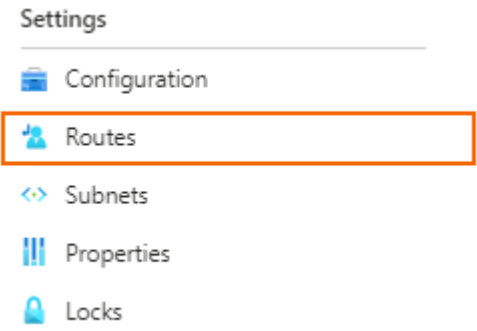 Settings
Configuration
Routes
Subnets
Properties
Locks